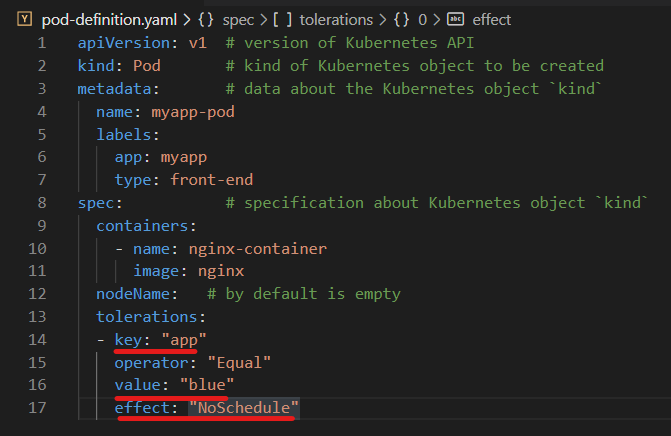 pod-definition.yaml > {} spec > [ ] tolerations > {} 0 > abc effect
1 apiVersion: v1 # version of Kubernetes API
2 kind: Pod # kind of Kubernetes object to be created
3 metadata: # data about the Kubernetes object `kind`
4 name: myapp-pod
5 labels:
6 app: myapp
7 type: front-end
8 spec: # specification about Kubernetes object `kind`
9 containers:
10 - name: nginx-container
11 image: nginx
12 nodeName: # by default is empty
13 tolerations:
14 - key: "app"
15 operator: "Equal"
16 value: "blue"
17 effect: "NoSchedule"